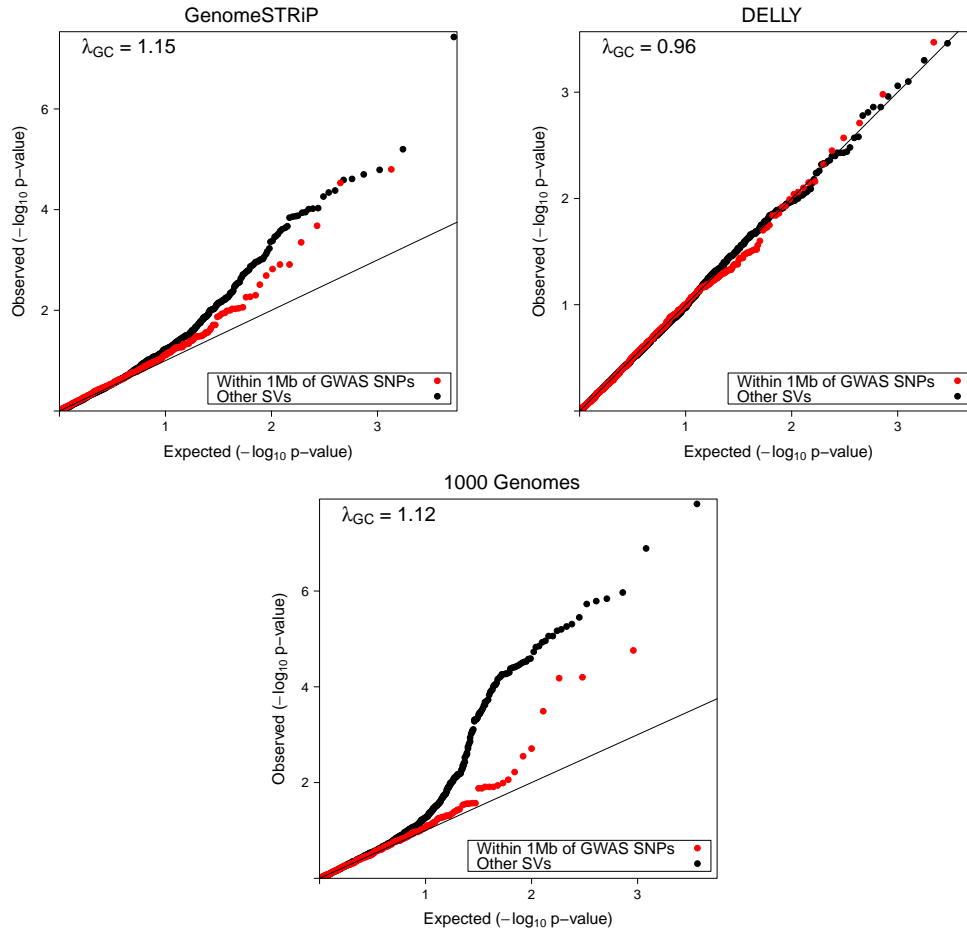 GenomeSTRiP
λGC = 1.15
Observed (−log10 p−value)
6
4
2
Within 1Mb of GWAS SNPs
Other SVs
1 2 3
Expected (−log10 p−value)
DELLY
λGC = 0.96
Observed (−log10 p−value)
3
2
1
Within 1Mb of GWAS SNPs
Other SVs
1 2 3
Expected (−log10 p−value)
1000 Genomes
λGC = 1.12
Observed (−log10 p−value)
6
4
2
Within 1Mb of GWAS SNPs
Other SVs
1 2 3
Expected (−log10 p−value)